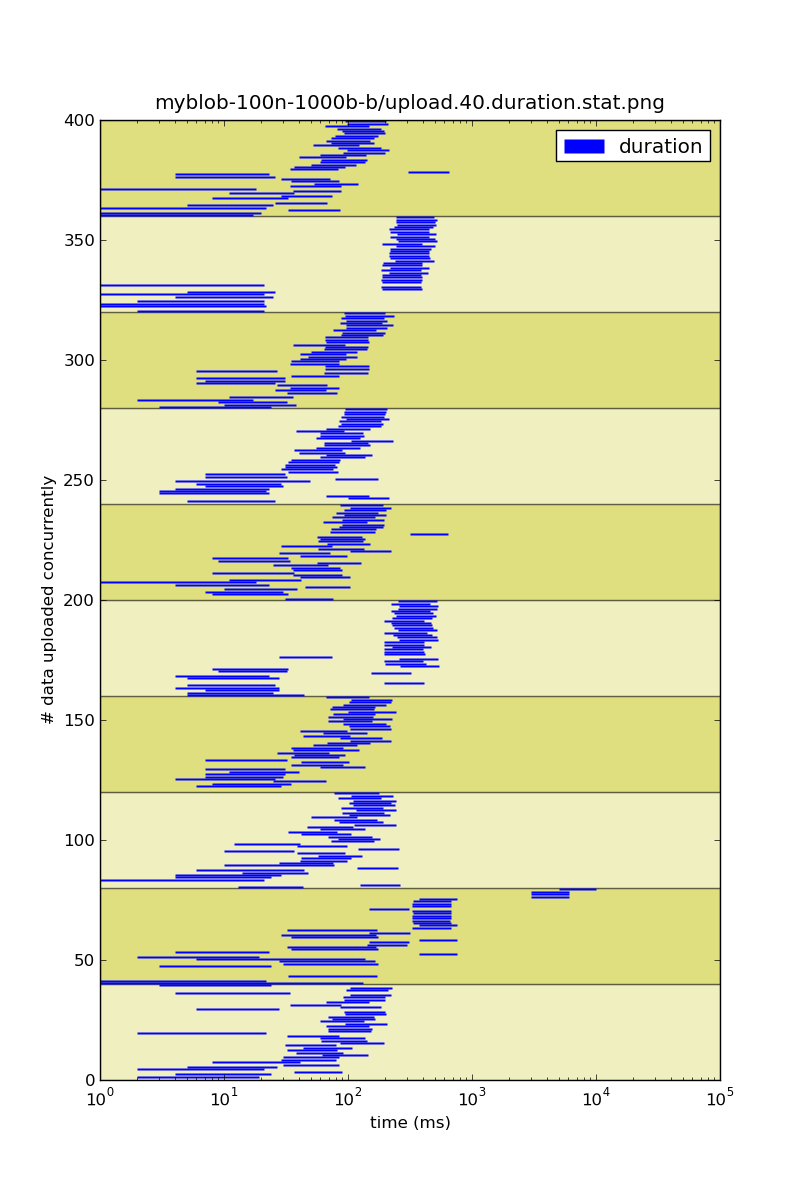 myblob-100n-1000b-b/upload.40.duration.stat.png
duration
400
350
300
250
200
150
100
50
0
# data uploaded concurrently
10⁰ 10¹ 10² 10³ 10⁴ 10⁵
time (ms)